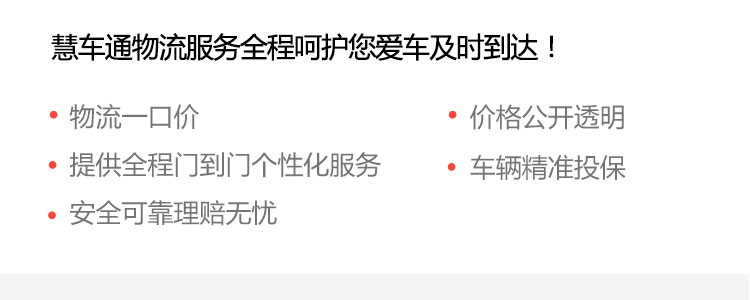 慧车通物流服务全程呵护您爱车及时到达！
物流一口价
价格公开透明
提供全程门到门个性化服务
车辆精准投保
安全可靠理赔无忧